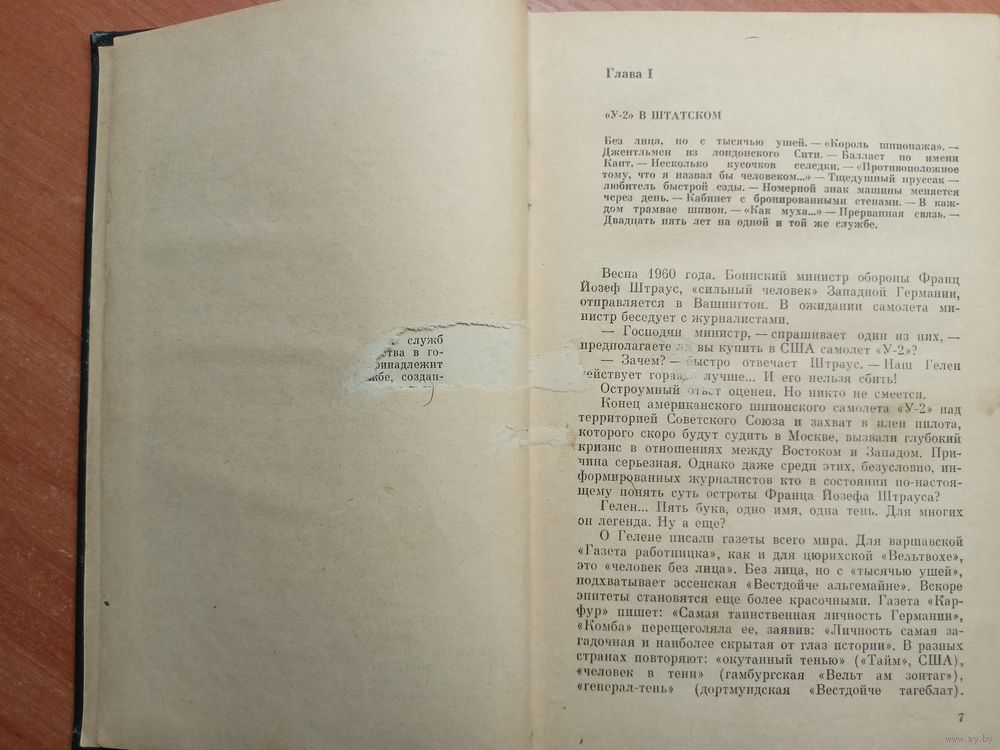 служб
ства в го-
ринадлежит
жбе, создан-
Глава I
«У-2» В ШТАТСКОМ
Без лица, но с тысячью ушей. — «Король шпионажа». —
Джентльмен из лондонского Сити. — Балласт по имени
Кант. — Несколько кусочков селедки. — «Противоположное
тому, что я назвал бы человеком...» — Тщедушный пруссак —
любитель быстрой езды. — Номерной знак машины меняется
через день. — Кабинет с бронированными стенами. — В каж-
дом трамвае шпион. — «Как муха...» — Прерванная связь. —
Двадцать пять лет на одной и той же службе.
Весна 1960 года. Боннский министр обороны Франц
Йозеф Штраус, «сильный человек» Западной Германии,
отправляется в Вашингтон. В ожидании самолета ми-
нистр беседует с журналистами.
— Господин министр, — спрашивает один из них, —
предполагаете ли вы купить в США самолет «У-2»?
— Зачем? — быстро отвечает Штраус. — Наш Гелен
действует гораздо лучше... И его нельзя сбить!
Остроумный ответ оценен. Но никто не смеется.
Конец американского шпионского самолета «У-2» над
территорией Советского Союза и захват в плен пилота,
которого скоро будут судить в Москве, вызвали глубокий
кризис в отношениях между Востоком и Западом. При-
чина серьезная. Однако даже среди этих, безусловно, ин-
формированных журналистов кто в состоянии по-настоя-
щему понять суть остроты Франца Йозефа Штрауса?
Гелен... Пять букв, одно имя, одна тень. Для многих
он легенда. Ну а еще?
О Гелене писали газеты всего мира. Для варшавской
«Газета работницка», как и для цюрихской «Вельтвохе»,
это «человек без лица». Без лица, но с «тысячью ушей»,
подхватывает эссенская «Вестдойче альгемайне». Вскоре
эпитеты становятся еще более красочными. Газета «Кар-
фур» пишет: «Самая таинственная личность Германии»,
«Комба» перещеголяла ее, заявив: «Личность самая за-
гадочная и наиболее скрытая от глаз истории». В разных
странах повторяют: «окутанный тенью» («Тайм», США),
«человек в тени» (гамбургская «Вельт ам зонтаг»),
«генерал-тень» (дортмундская «Вестдойче тагеблат).
7
www.ay.by